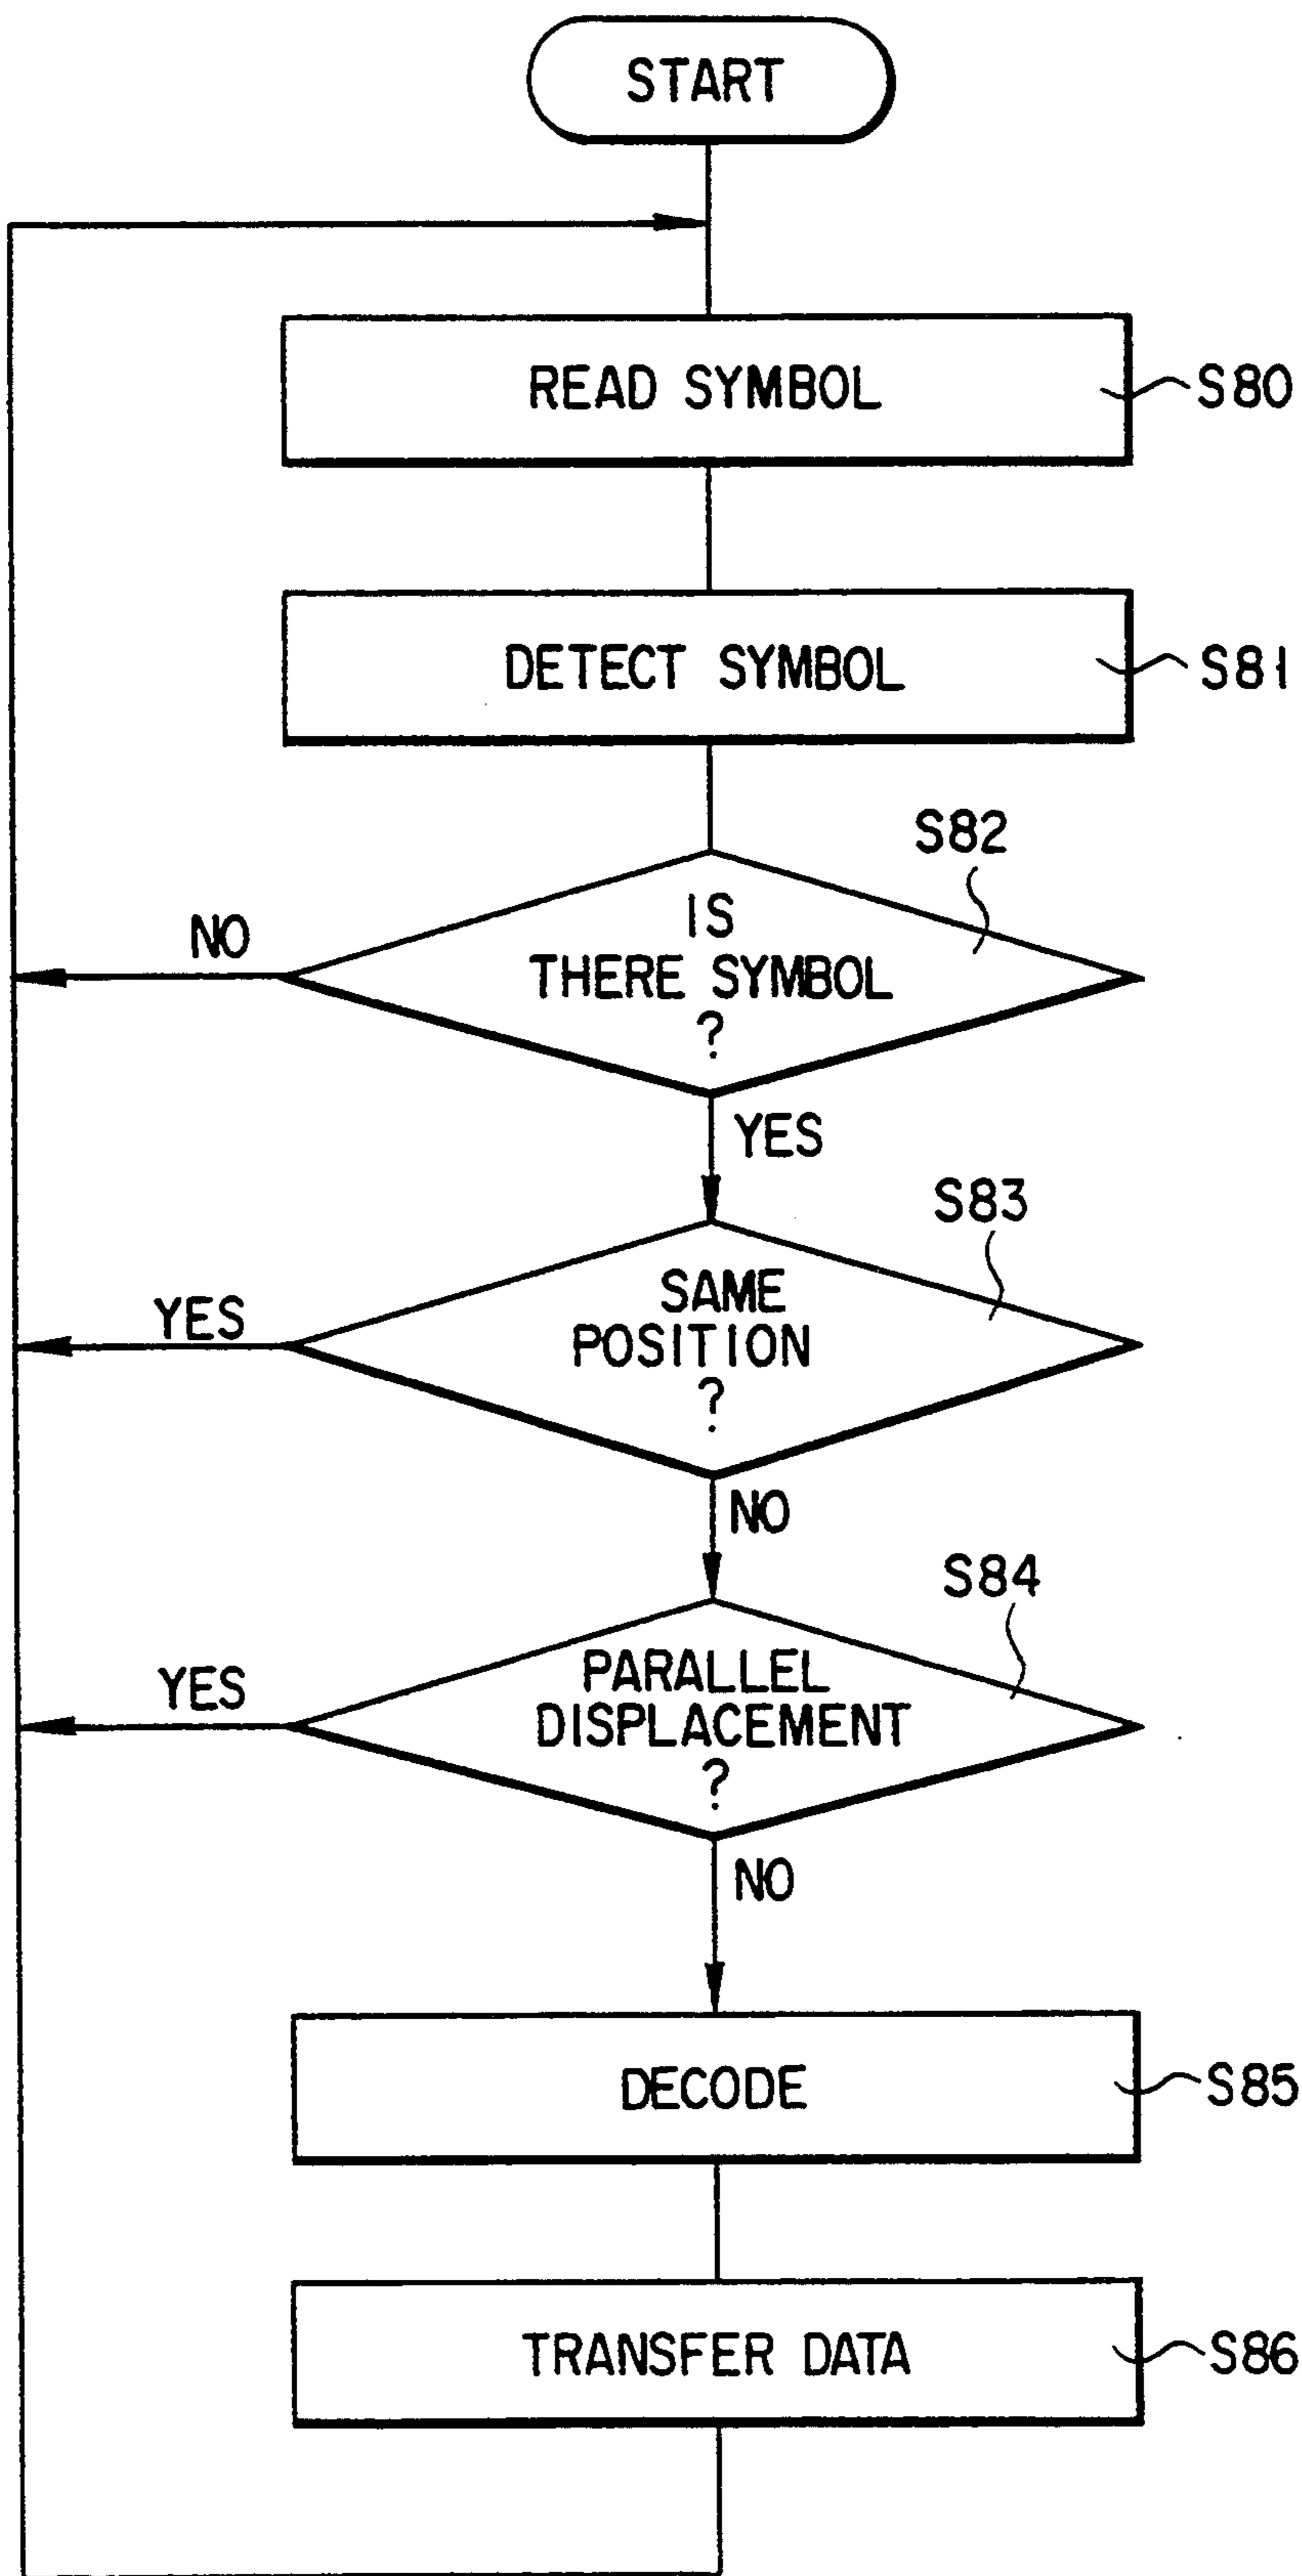 START
READ SYMBOL
S80
DETECT SYMBOL
S81
S82
IS
THERE SYMBOL
?
NO
YES
S83
SAME
POSITION
?
YES
NO
S84
PARALLEL
DISPLACEMENT
?
YES
NO
DECODE
S85
TRANSFER DATA
S86